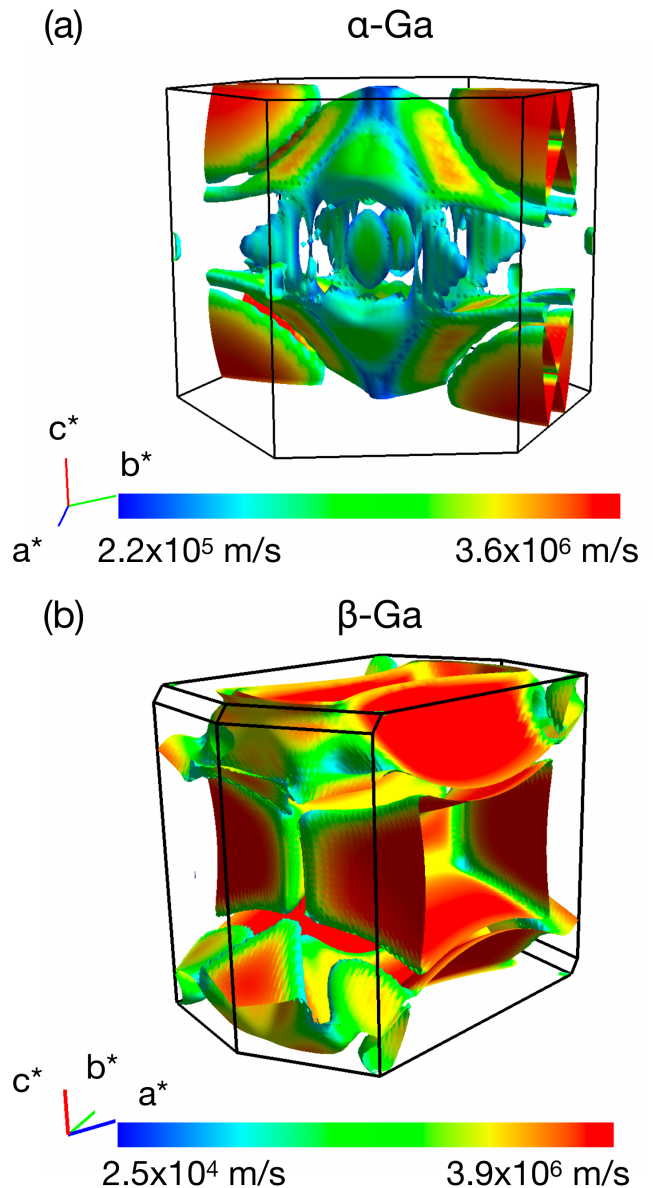 (a) α-Ga
c*
b*
a*
2.2x10⁵ m/s 3.6x10⁶ m/s
(b) β-Ga
c* b* a*
2.5x10⁴ m/s 3.9x10⁶ m/s